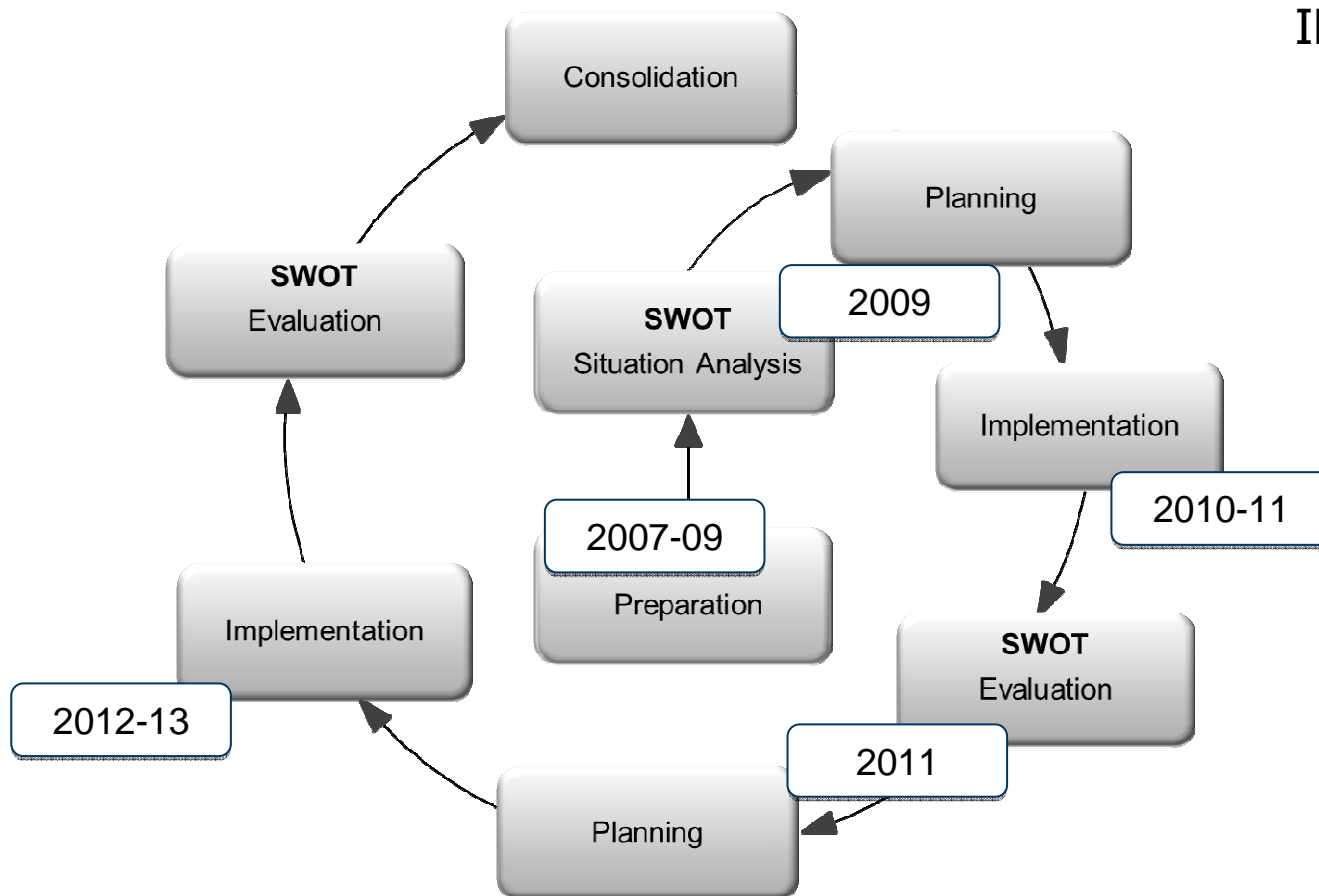 Consolidation
Planning
SWOT
Evaluation
SWOT
Situation Analysis
2009
Implementation
2010-11
2007-09
Preparation
Implementation
2012-13
SWOT
Evaluation
2011
Planning